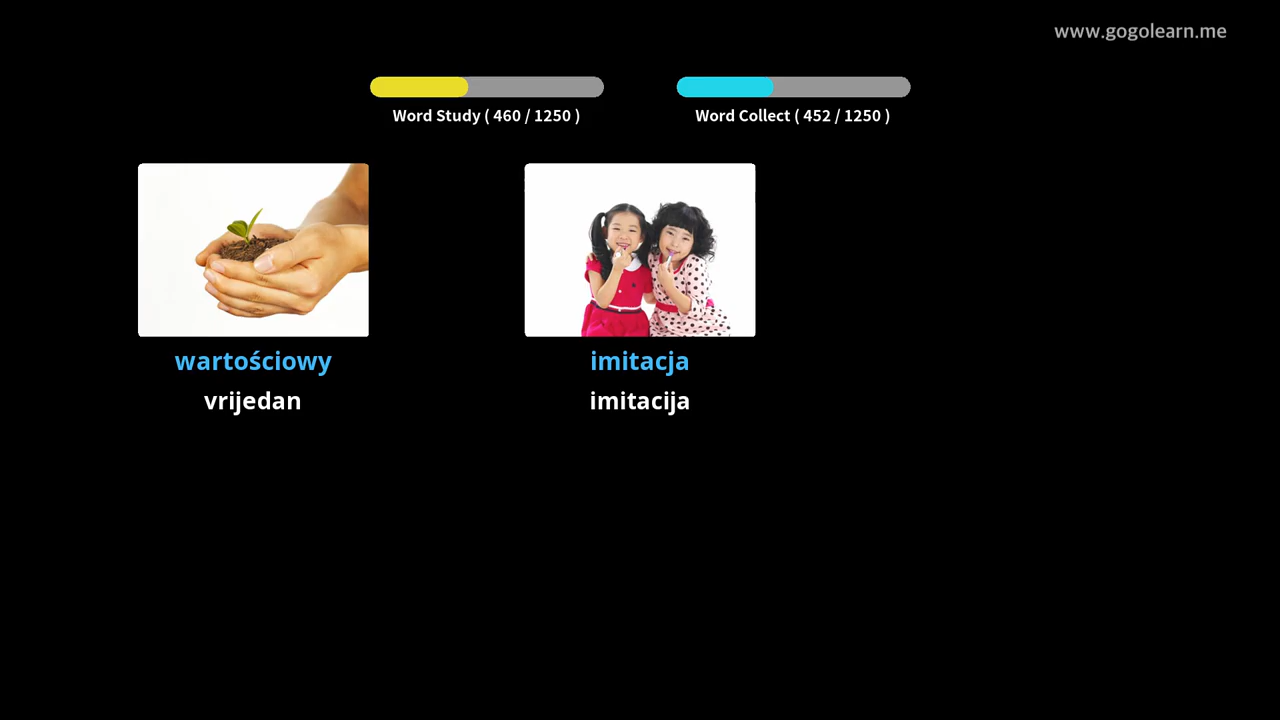 www.gogolearn.me
Word Study ( 460 / 1250 )
Word Collect ( 452 / 1250 )
wartościowy
vrijedan
imitacja
imitacija